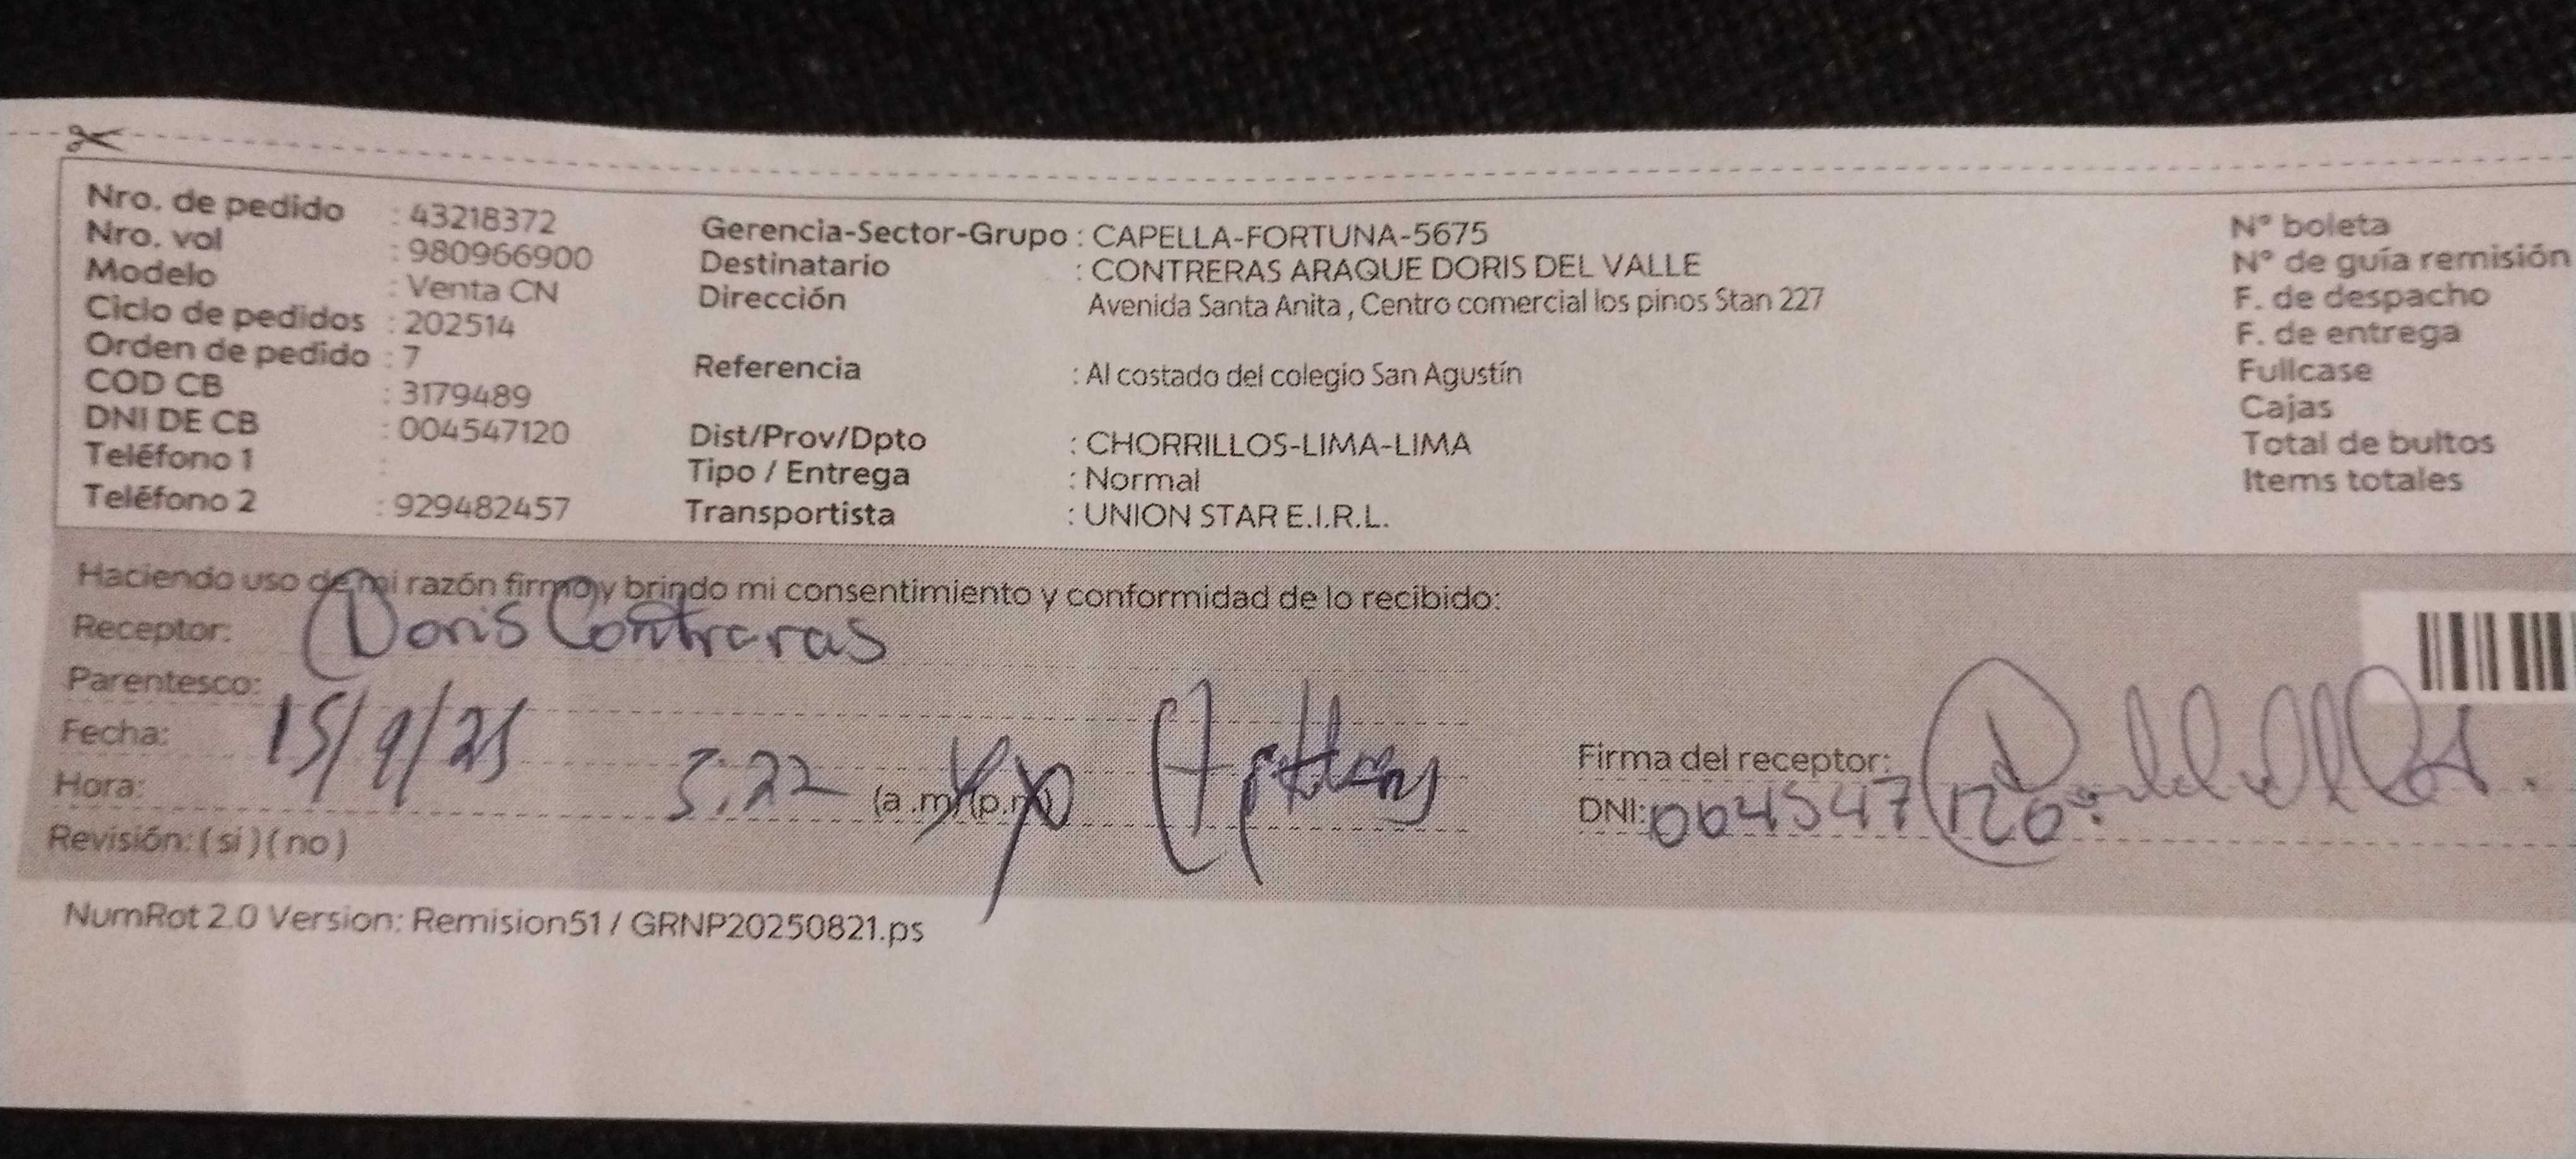 Nro. de pedido : 43218372
Nro. vol : 980966900
Modelo : Venta CN
Ciclo de pedidos : 202514
Orden de pedido : 7
COD CB : 3179489
DNI DE CB : 004547120
Teléfono 1 :
Teléfono 2 : 929482457
Gerencia-Sector-Grupo : CAPELLA-FORTUNA-5675
Destinatario : CONTRERAS ARAQUE DORIS DEL VALLE
Dirección Avenida Santa Anita , Centro comercial los pinos Stan 227
Referencia : Al costado del colegio San Agustín
Dist/Prov/Dpto : CHORRILLOS-LIMA-LIMA
Tipo / Entrega : Normal
Transportista : UNION STAR E.I.R.L.
N° boleta
N° de guía remisión
F. de despacho
F. de entrega
Fullcase
Cajas
Total de bultos
Items totales
Haciendo uso de mi razón firmo y brindo mi consentimiento y conformidad de lo recibido:
Receptor: Doris Contreras
Parentesco:
Fecha: 15/9/25
Hora: 5:22 (a .m) (p.m)
Revisión: ( si ) ( no )
Firma del receptor:
DNI: 004547120
NumRot 2.0 Version: Remision51 / GRNP20250821.ps